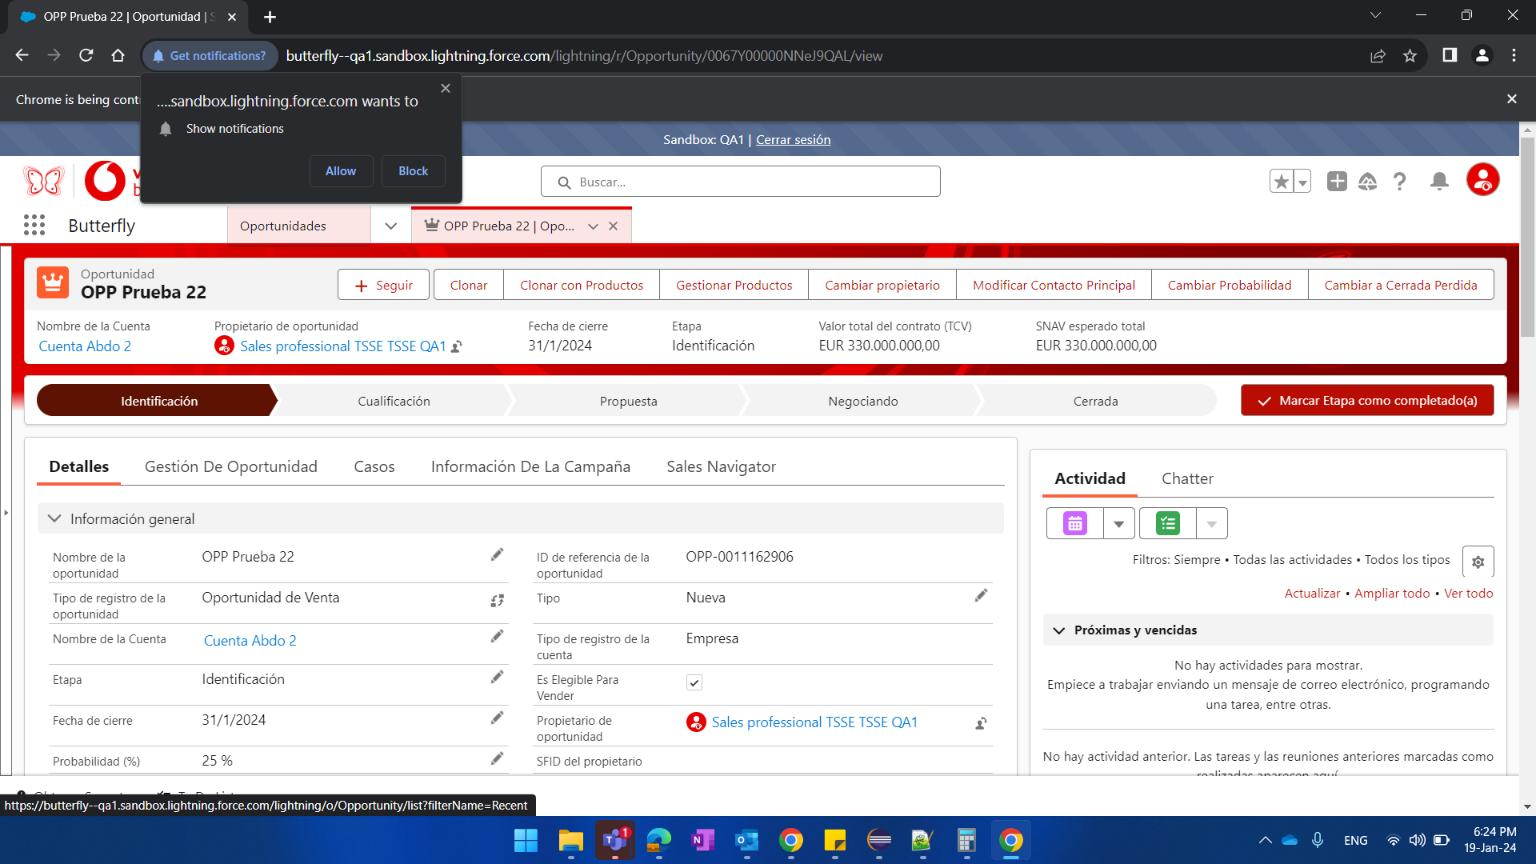 OPP Prueba 22 | Oportunidad | S
Get notifications?
butterfly--qa1.sandbox.lightning.force.com/lightning/r/Opportunity/0067Y00000NNeJ9QAL/view
Chrome is being cont
....sandbox.lightning.force.com wants to
Show notifications
Allow
Block
Sandbox: QA1 | Cerrar sesión
Buscar...
Butterfly
Oportunidades
OPP Prueba 22 | Opo...
Oportunidad
OPP Prueba 22
Seguir
Clonar
Clonar con Productos
Gestionar Productos
Cambiar propietario
Modificar Contacto Principal
Cambiar Probabilidad
Cambiar a Cerrada Perdida
Nombre de la Cuenta
Cuenta Abdo 2
Propietario de oportunidad
Sales professional TSSE TSSE QA1
Fecha de cierre
31/1/2024
Etapa
Identificación
Valor total del contrato (TCV)
EUR 330.000.000,00
SNAV esperado total
EUR 330.000.000,00
Identificación
Cualificación
Propuesta
Negociando
Cerrada
Marcar Etapa como completado(a)
Detalles
Gestión De Oportunidad
Casos
Información De La Campaña
Sales Navigator
Información general
Nombre de la
oportunidad
OPP Prueba 22
ID de referencia de la
oportunidad
OPP-0011162906
Tipo de registro de la
oportunidad
Oportunidad de Venta
Tipo
Nueva
Nombre de la Cuenta
Cuenta Abdo 2
Tipo de registro de la
cuenta
Empresa
Etapa
Identificación
Es Elegible Para
Vender
Fecha de cierre
31/1/2024
Propietario de
oportunidad
Sales professional TSSE TSSE QA1
Probabilidad (%)
25 %
SFID del propietario
Actividad
Chatter
Filtros: Siempre • Todas las actividades • Todos los tipos
Actualizar • Ampliar todo • Ver todo
Próximas y vencidas
No hay actividades para mostrar.
Empiece a trabajar enviando un mensaje de correo electrónico, programando
una tarea, entre otras.
No hay actividad anterior. Las tareas y las reuniones anteriores marcadas como
realizadas aparecen aquí.
https://butterfly--qa1.sandbox.lightning.force.com/lightning/o/Opportunity/list?filterName=Recent
1
ENG
6:24 PM
19-Jan-24